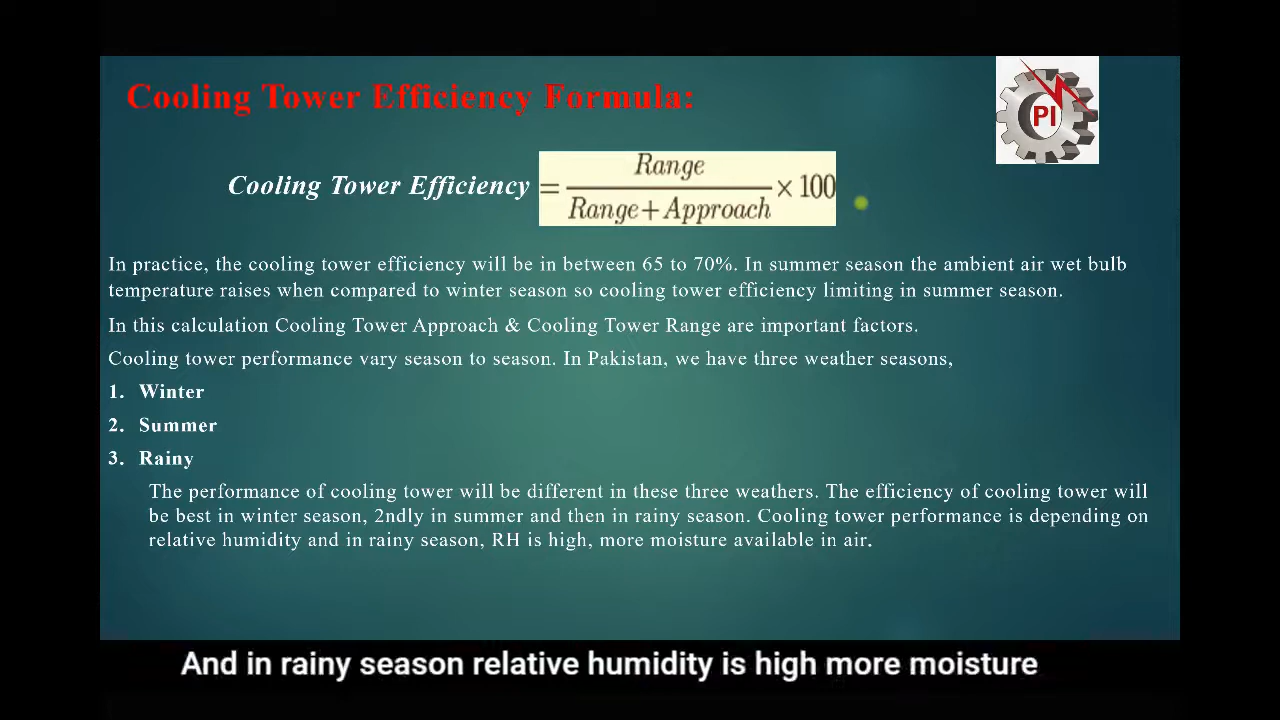 Cooling Tower Efficiency Formula:
PI
Cooling Tower Efficiency = Range / Range + Approach × 100
In practice, the cooling tower efficiency will be in between 65 to 70%. In summer season the ambient air wet bulb
temperature raises when compared to winter season so cooling tower efficiency limiting in summer season.
In this calculation Cooling Tower Approach & Cooling Tower Range are important factors.
Cooling tower performance vary season to season. In Pakistan, we have three weather seasons,
1. Winter
2. Summer
3. Rainy
The performance of cooling tower will be different in these three weathers. The efficiency of cooling tower will
be best in winter season, 2ndly in summer and then in rainy season. Cooling tower performance is depending on
relative humidity and in rainy season, RH is high, more moisture available in air.
And in rainy season relative humidity is high more moisture